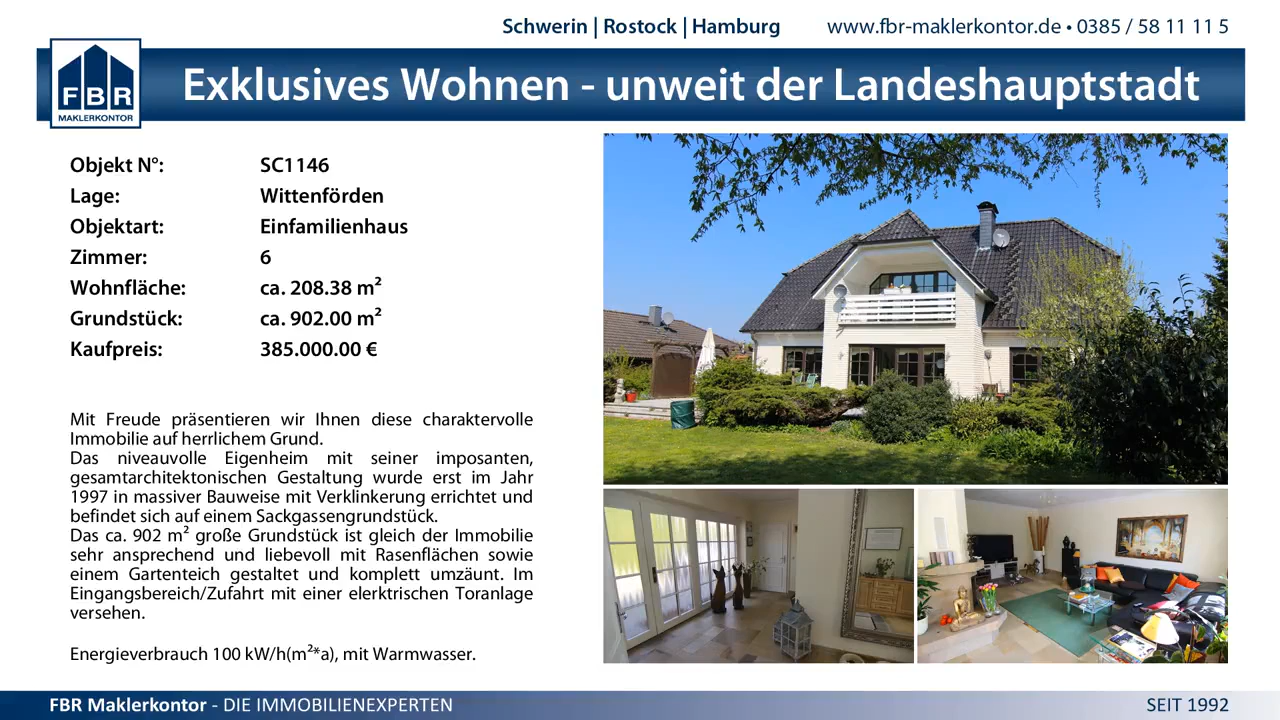 Schwerin | Rostock | Hamburg www.fbr-maklerkontor.de • 0385 / 58 11 11 5
FBR
MAKLERKONTOR
Exklusives Wohnen - unweit der Landeshauptstadt
Objekt N°: SC1146
Lage: Wittenförden
Objektart: Einfamilienhaus
Zimmer: 6
Wohnfläche: ca. 208.38 m²
Grundstück: ca. 902.00 m²
Kaufpreis: 385.000.00 €
Mit Freude präsentieren wir Ihnen diese charaktervolle
Immobilie auf herrlichem Grund.
Das niveauvolle Eigenheim mit seiner imposanten,
gesamtarchitektonischen Gestaltung wurde erst im Jahr
1997 in massiver Bauweise mit Verklinkerung errichtet und
befindet sich auf einem Sackgassengrundstück.
Das ca. 902 m² große Grundstück ist gleich der Immobilie
sehr ansprechend und liebevoll mit Rasenflächen sowie
einem Gartenteich gestaltet und komplett umzäunt. Im
Eingangsbereich/Zufahrt mit einer elerktrischen Toranlage
versehen.
Energieverbrauch 100 kW/h(m²*a), mit Warmwasser.
FBR Maklerkontor - DIE IMMOBILIENEXPERTEN SEIT 1992